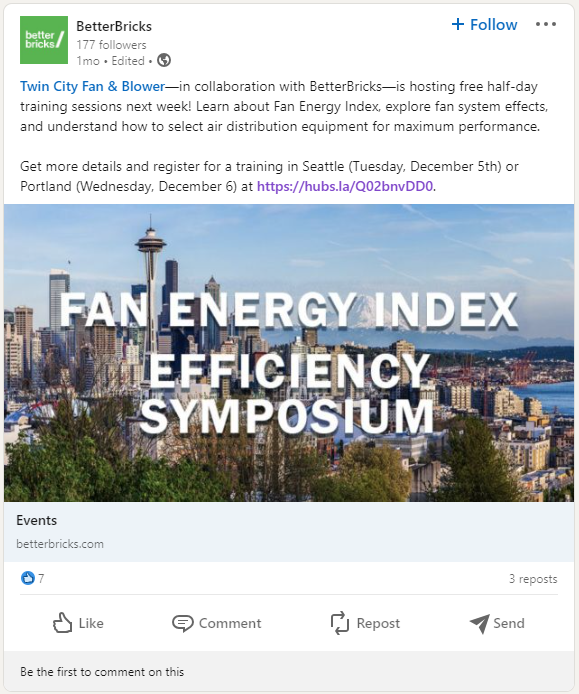 better
bricks/
BetterBricks
177 followers
1mo • Edited •
+ Follow
Twin City Fan & Blower—in collaboration with BetterBricks—is hosting free half-day
training sessions next week! Learn about Fan Energy Index, explore fan system effects,
and understand how to select air distribution equipment for maximum performance.
Get more details and register for a training in Seattle (Tuesday, December 5th) or
Portland (Wednesday, December 6) at https://hubs.la/Q02bnvDD0.
FAN ENERGY INDEX
EFFICIENCY
SYMPOSIUM
Events
betterbricks.com
7
3 reposts
Like
Comment
Repost
Send
Be the first to comment on this